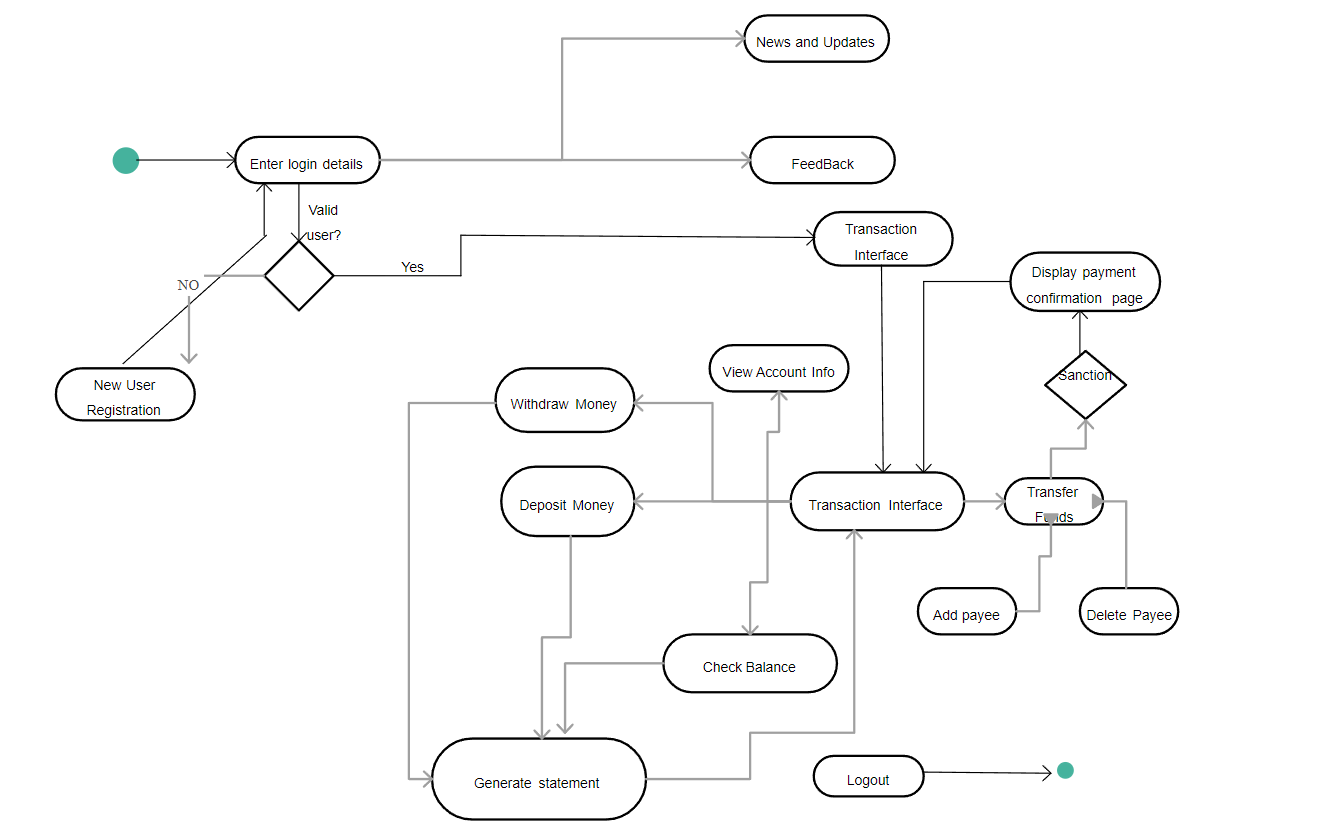 News and Updates
Enter login details
FeedBack
Valid
user?
Transaction
Interface
Yes
NO
Display payment
confirmation page
New User
Registration
View Account Info
Sanction
Withdraw Money
Deposit Money
Transaction Interface
Transfer
Funds
Add payee
Delete Payee
Check Balance
Generate statement
Logout